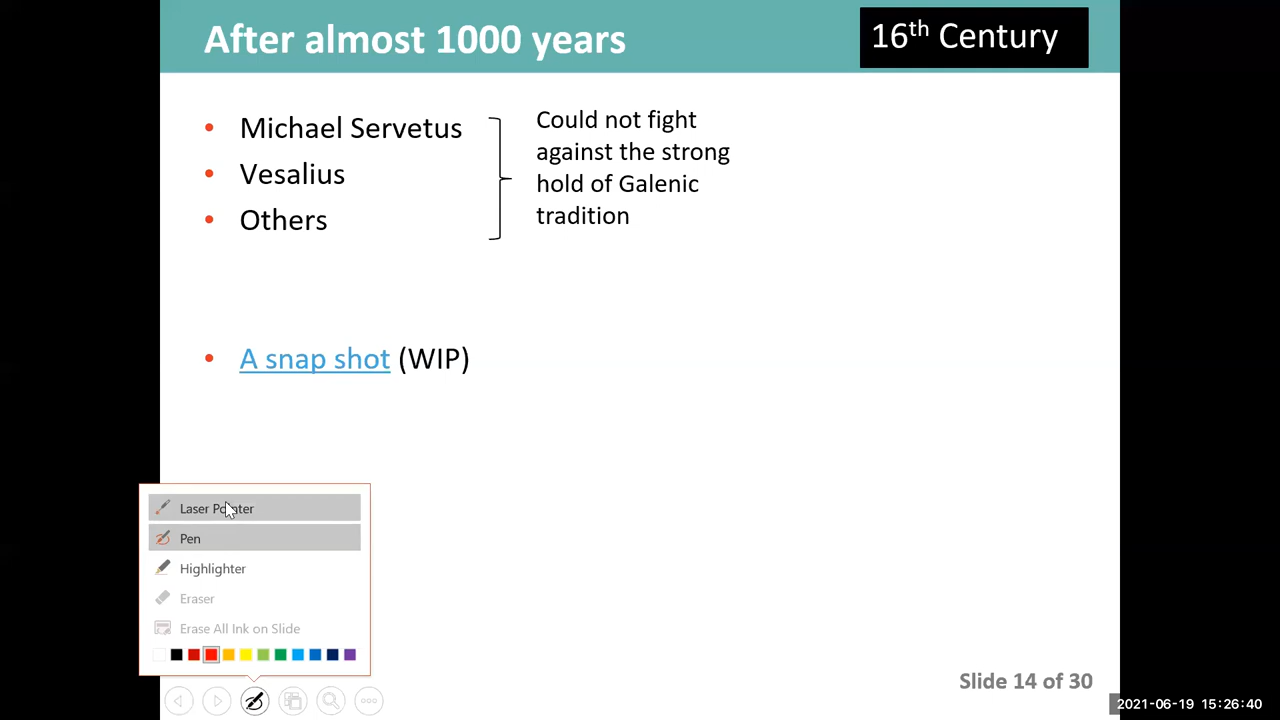 After almost 1000 years
16th Century
• Michael Servetus
• Vesalius
• Others
Could not fight
against the strong
hold of Galenic
tradition
• A snap shot (WIP)
Laser Pointer
Pen
Highlighter
Eraser
Erase All Ink on Slide
Slide 14 of 30
2021-06-19 15:26:40